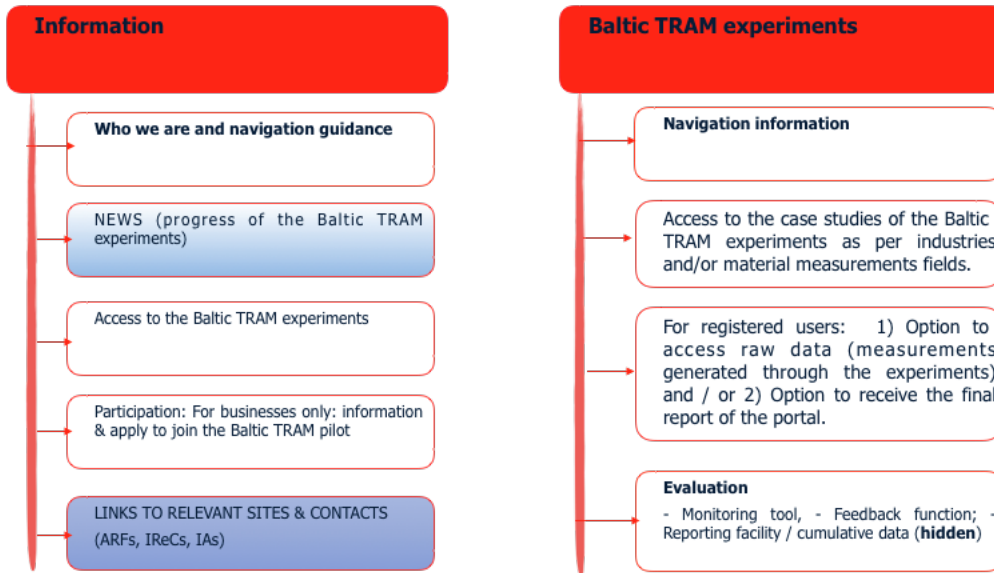 Information
Who we are and navigation guidance
NEWS (progress of the Baltic TRAM
experiments)
Access to the Baltic TRAM experiments
Participation: For businesses only: information
& apply to join the Baltic TRAM pilot
LINKS TO RELEVANT SITES & CONTACTS
(ARFs, IReCs, IAs)
Baltic TRAM experiments
Navigation information
Access to the case studies of the Baltic
TRAM experiments as per industries
and/or material measurements fields.
For registered users: 1) Option to
access raw data (measurements
generated through the experiments)
and / or 2) Option to receive the final
report of the portal.
Evaluation
- Monitoring tool, - Feedback function; -
Reporting facility / cumulative data (hidden)